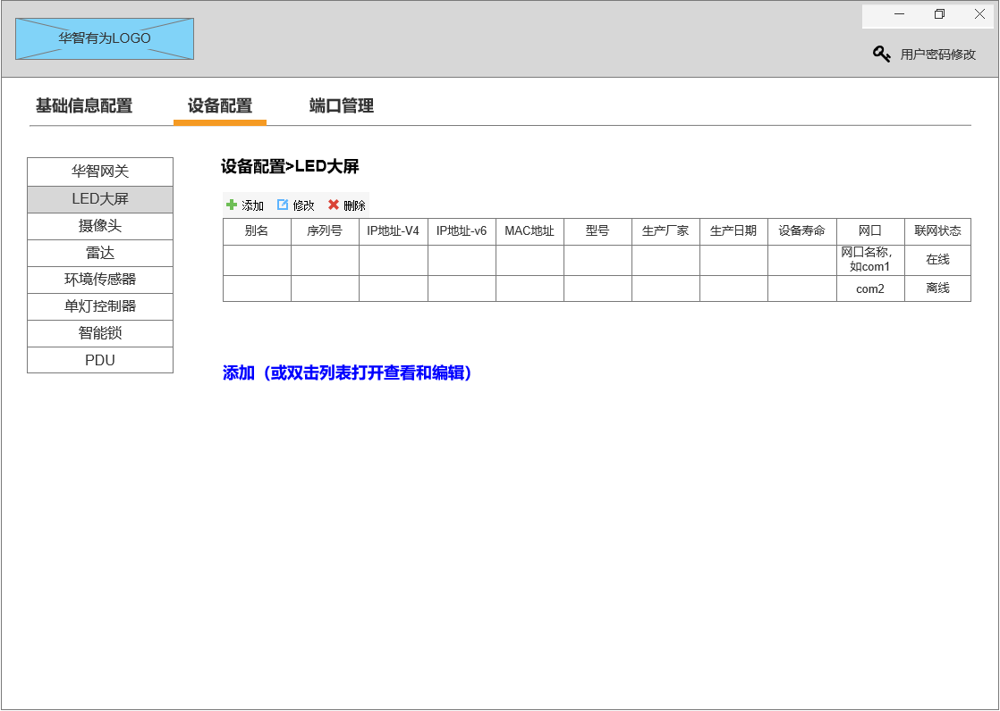 华智有为LOGO
用户密码修改
基础信息配置 设备配置 端口管理
华智网关
LED大屏
摄像头
雷达
环境传感器
单灯控制器
智能锁
PDU
设备配置>LED大屏
添加 修改 删除
别名 序列号 IP地址-V4 IP地址-v6 MAC地址 型号 生产厂家 生产日期 设备寿命 网口 联网状态
网口名称，
如com1
在线
com2 离线
添加（或双击列表打开查看和编辑）